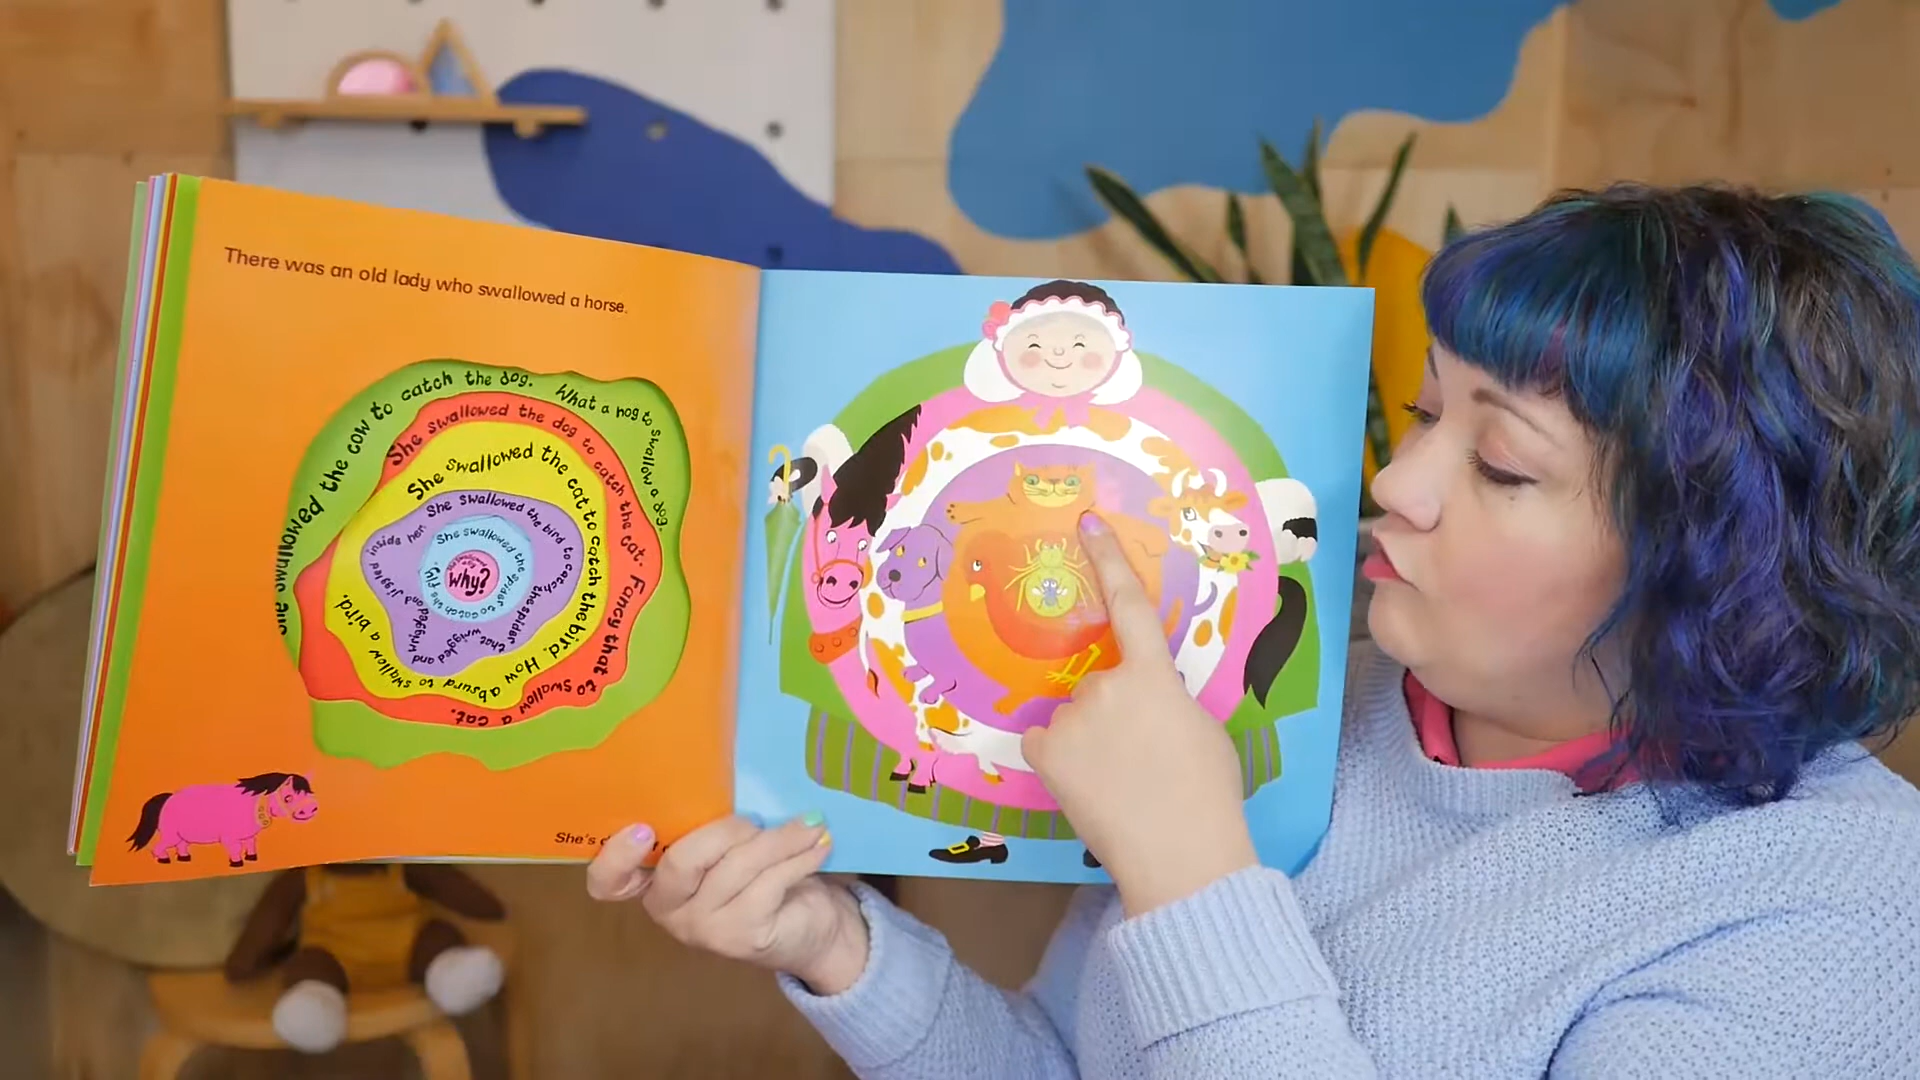 There was an old lady who swallowed a horse.
She swallowed the cow to catch the dog. What a hog to swallow a dog.
She swallowed the dog to catch the cat. Fancy that to swallow a cat.
She swallowed the cat to catch the bird. How absurd to swallow a bird.
She swallowed the bird to catch the spider that wriggled and wriggled and jiggled inside her.
She swallowed the spider to catch the fly.
why?
She's